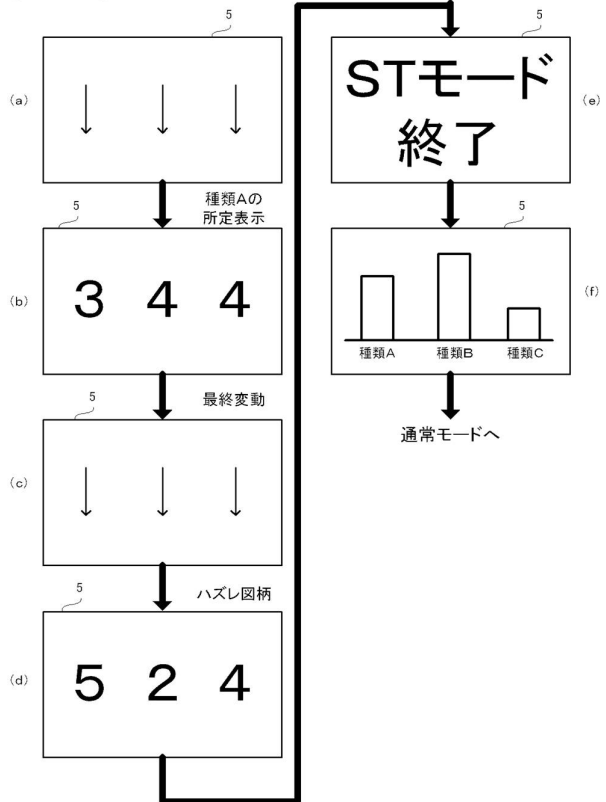 5
(a)
種類Aの
所定表示
5
(b)
3 4 4
最終変動
5
(c)
ハズレ図柄
5
(d)
5 2 4
5
(e)
STモード
終了
5
(f)
種類A 種類B 種類C
通常モードへ